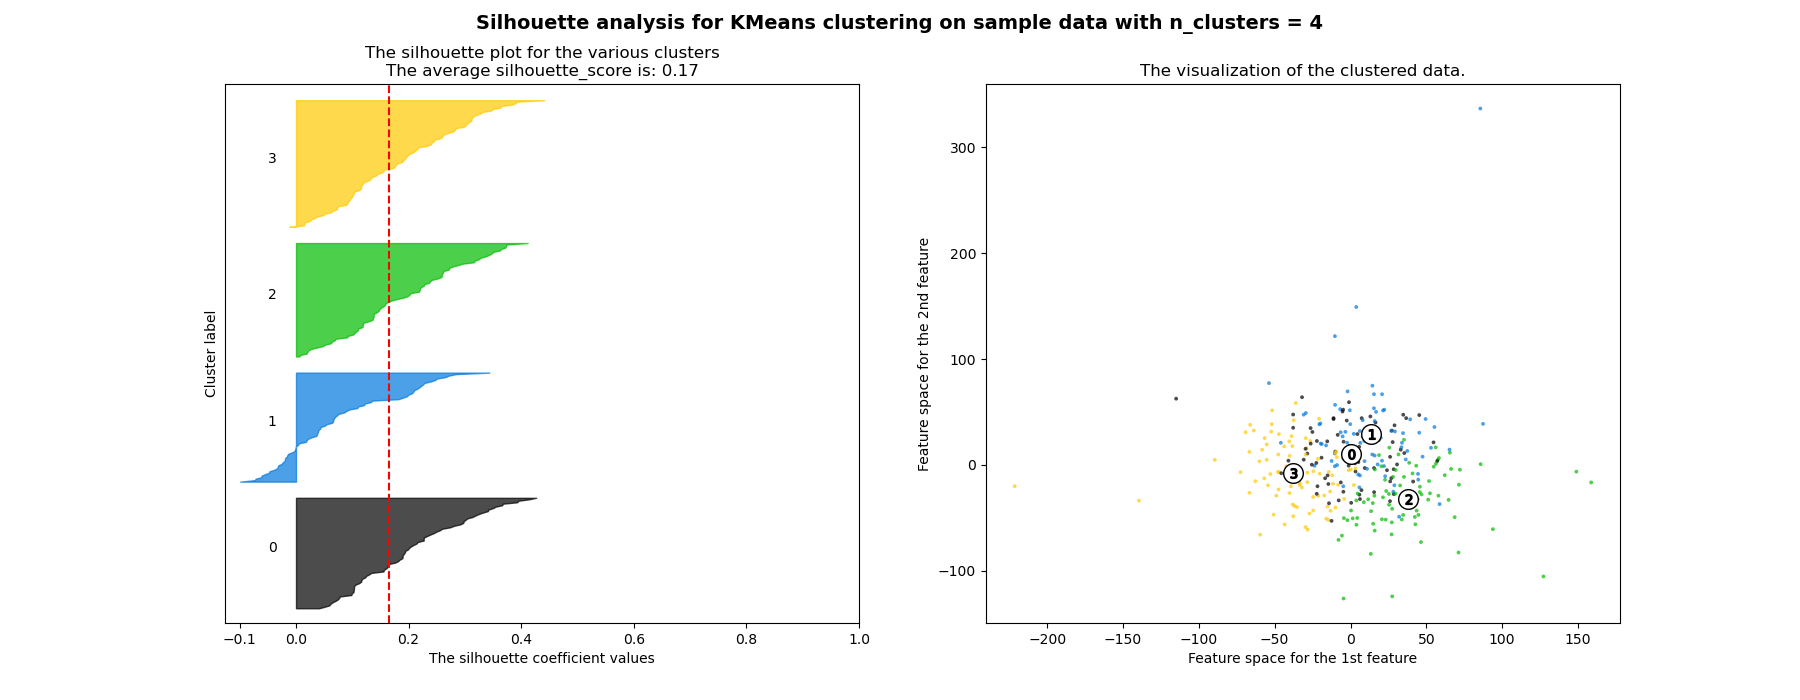 Silhouette analysis for KMeans clustering on sample data with n_clusters = 4
The silhouette plot for the various clusters
The average silhouette_score is: 0.17
Cluster label
3
2
1
0
−0.1 0.0 0.2 0.4 0.6 0.8 1.0
The silhouette coefficient values
The visualization of the clustered data.
Feature space for the 2nd feature
300
200
100
0
−100
1
0
3
2
−200 −150 −100 −50 0 50 100 150
Feature space for the 1st feature